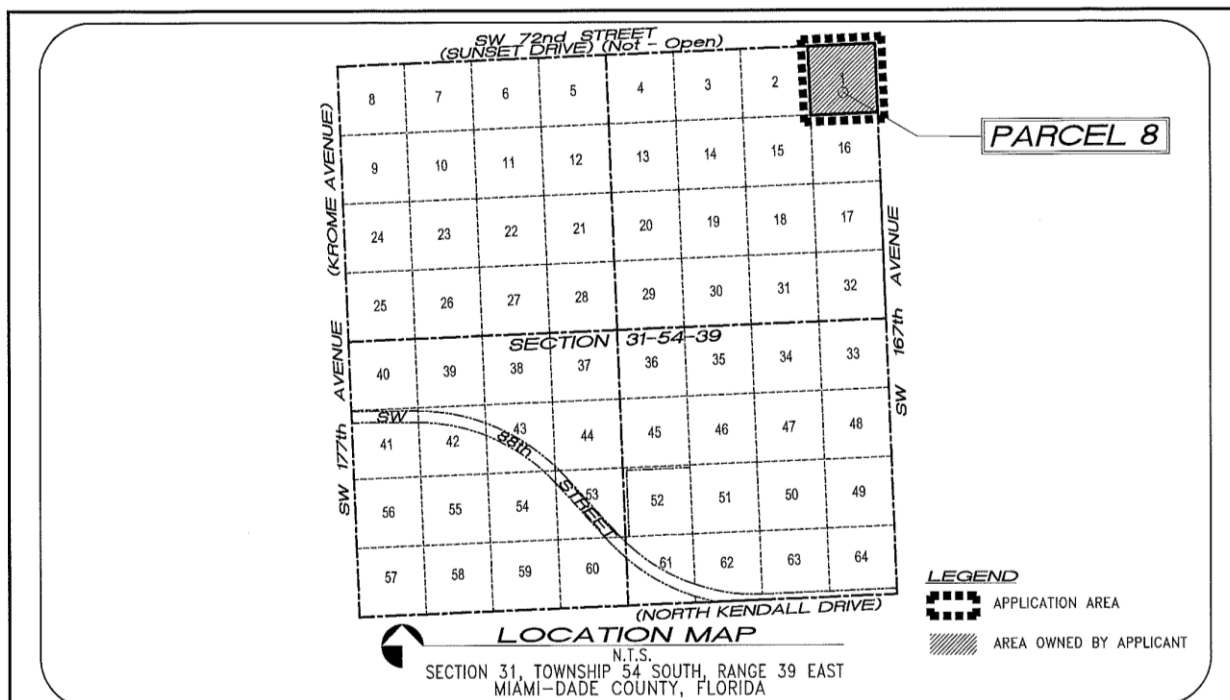 SW 72nd STREET
(SUNSET DRIVE) (Not - Open)
8 7 6 5 4 3 2 1
PARCEL 8
9 10 11 12 13 14 15 16
24 23 22 21 20 19 18 17
25 26 27 28 29 30 31 32
SECTION 31-54-39
40 39 38 37 36 35 34 33
41 42 43 44 45 46 47 48
56 55 54 53 52 51 50 49
57 58 59 60 61 62 63 64
(KROME AVENUE)
SW 177th AVENUE
SW 167th AVENUE
SW 88th STREET
(NORTH KENDALL DRIVE)
LOCATION MAP
N.T.S.
SECTION 31, TOWNSHIP 54 SOUTH, RANGE 39 EAST
MIAMI-DADE COUNTY, FLORIDA
LEGEND
APPLICATION AREA
AREA OWNED BY APPLICANT